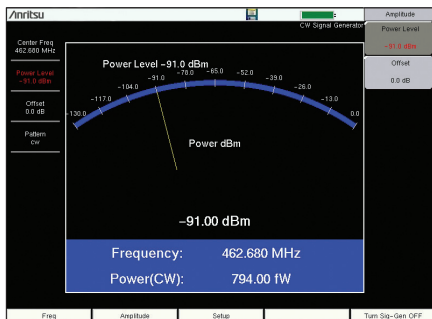 Anritsu
CW Signal Generator
Amplitude
Center Freq
462.680 MHz
Power Level
-91.0 dBm
Offset
0.0 dB
Pattern
cw
Power Level -91.0 dBm
-130.0
-117.0
-104.0
-91.0
-78.0
-65.0
-52.0
-39.0
-26.0
-13.0
0.0
Power dBm
-91.00 dBm
Frequency: 462.680 MHz
Power(CW): 794.00 fW
Power Level
-91.0 dBm
Offset
0.0 dB
Freq
Amplitude
Setup
Turn Sig-Gen OFF